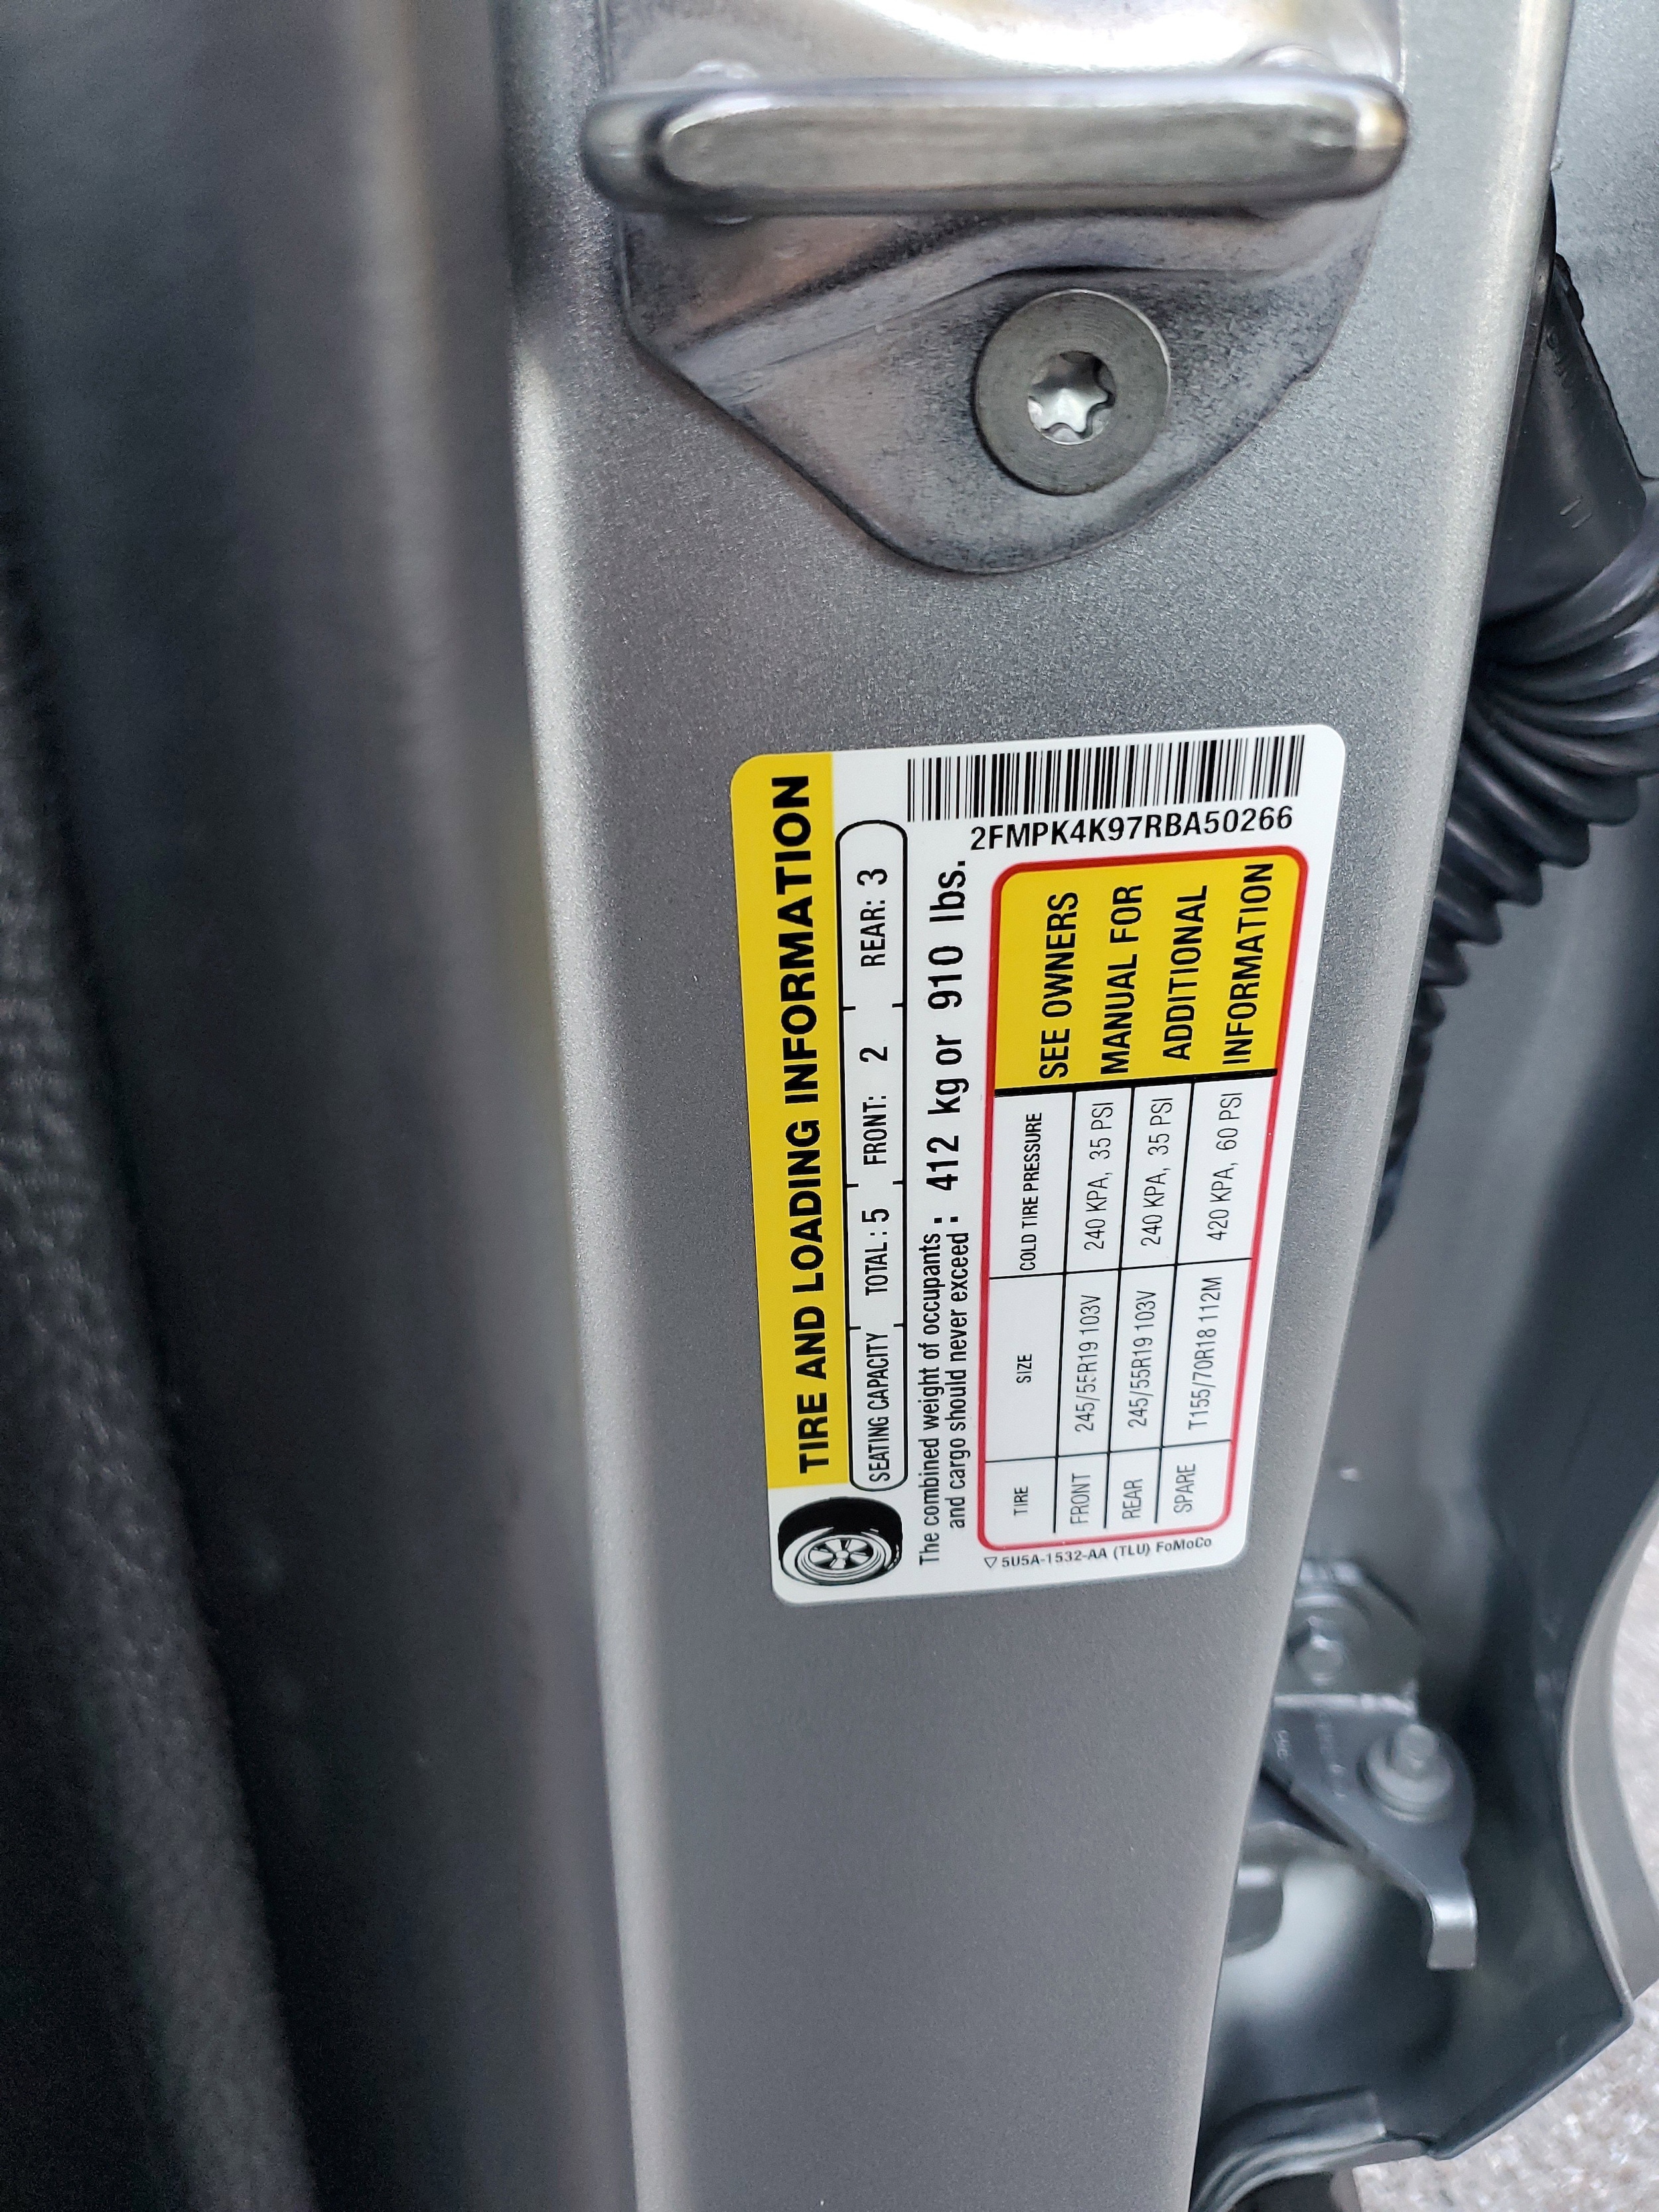 TIRE AND LOADING INFORMATION
SEATING CAPACITY TOTAL: 5 FRONT: 2 REAR: 3
The combined weight of occupants : 412 kg or 910 lbs.
and cargo should never exceed :
2FMPK4K97RBA50266
TIRE SIZE COLD TIRE PRESSURE
FRONT 245/55R19 103V 240 KPA, 35 PSI
REAR 245/55R19 103V 240 KPA, 35 PSI
SPARE T155/70R18 112M 420 KPA, 60 PSI
SEE OWNERS
MANUAL FOR
ADDITIONAL
INFORMATION
▽ 5U5A-1532-AA (TLU) FoMoCo